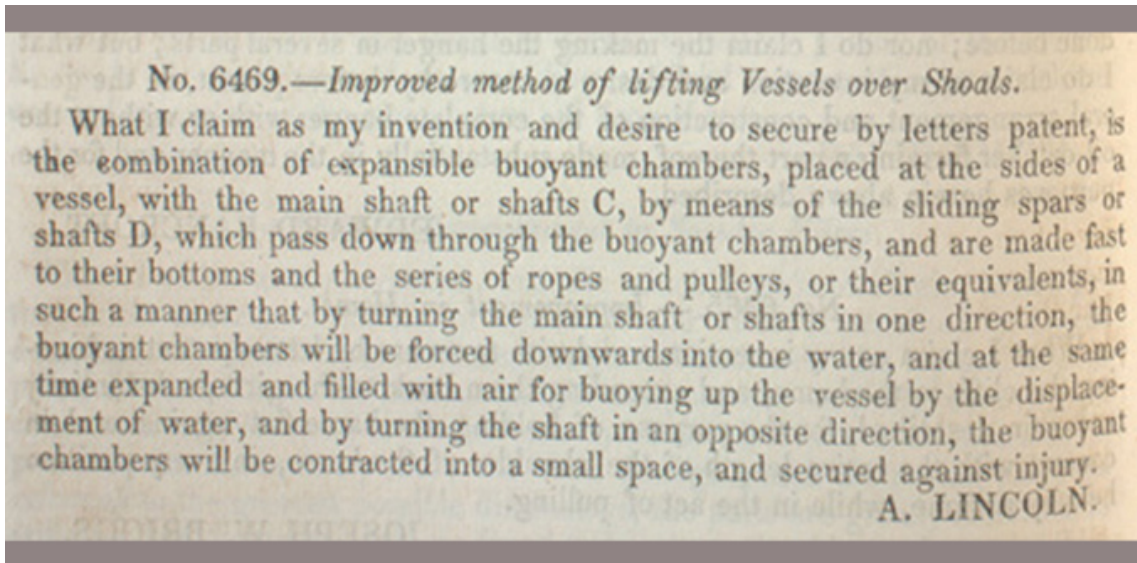 No. 6469.—Improved method of lifting Vessels over Shoals.
What I claim as my invention and desire to secure by letters patent, is
the combination of expansible buoyant chambers, placed at the sides of a
vessel, with the main shaft or shafts C, by means of the sliding spars or
shafts D, which pass down through the buoyant chambers, and are made fast
to their bottoms and the series of ropes and pulleys, or their equivalents, in
such a manner that by turning the main shaft or shafts in one direction, the
buoyant chambers will be forced downwards into the water, and at the same
time expanded and filled with air for buoying up the vessel by the displace-
ment of water, and by turning the shaft in an opposite direction, the buoyant
chambers will be contracted into a small space, and secured against injury.
A. LINCOLN.